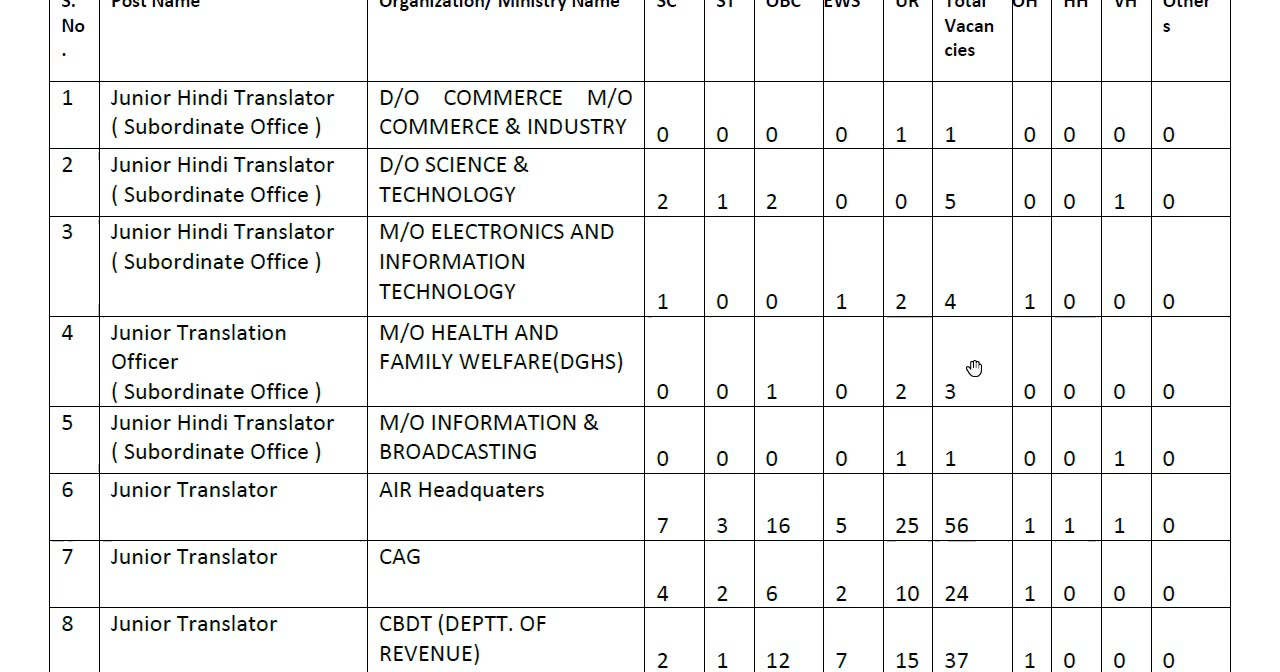 S. Post Name Organization/ Ministry Name SC ST OBC EWS UR Total OH HH VH Other
No Vacan s
. cies
1 Junior Hindi Translator D/O COMMERCE M/O
( Subordinate Office ) COMMERCE & INDUSTRY 0 0 0 0 1 1 0 0 0 0
2 Junior Hindi Translator D/O SCIENCE &
( Subordinate Office ) TECHNOLOGY 2 1 2 0 0 5 0 0 1 0
3 Junior Hindi Translator M/O ELECTRONICS AND
( Subordinate Office ) INFORMATION
TECHNOLOGY 1 0 0 1 2 4 1 0 0 0
4 Junior Translation M/O HEALTH AND
Officer FAMILY WELFARE(DGHS)
( Subordinate Office ) 0 0 1 0 2 3 0 0 0 0
5 Junior Hindi Translator M/O INFORMATION &
( Subordinate Office ) BROADCASTING 0 0 0 0 1 1 0 0 1 0
6 Junior Translator AIR Headquaters
7 3 16 5 25 56 1 1 1 0
7 Junior Translator CAG
4 2 6 2 10 24 1 0 0 0
8 Junior Translator CBDT (DEPTT. OF
REVENUE) 2 1 12 7 15 37 1 0 0 0